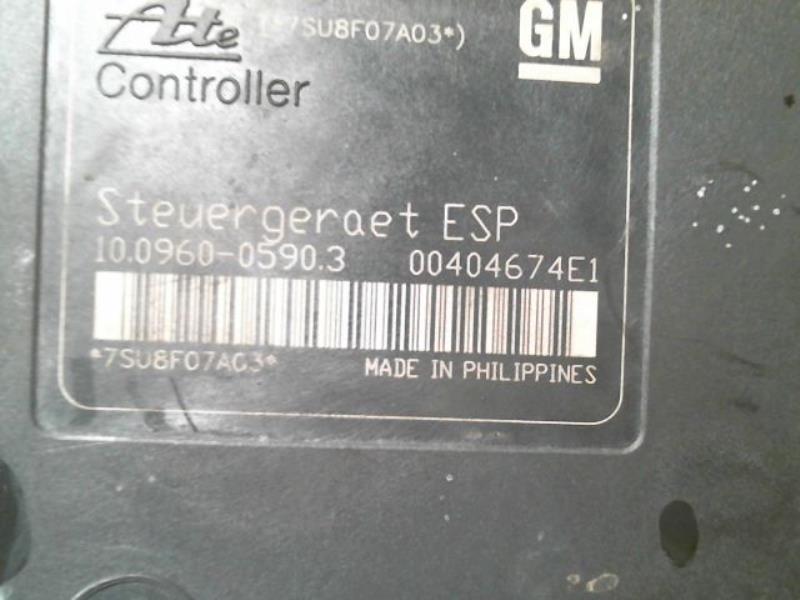 Ate (*7SU8F07A03*)
GM
Controller
Steuergeraet ESP
10.0960-0590.3 00404674E1
*7SU8F07A03*
MADE IN PHILIPPINES